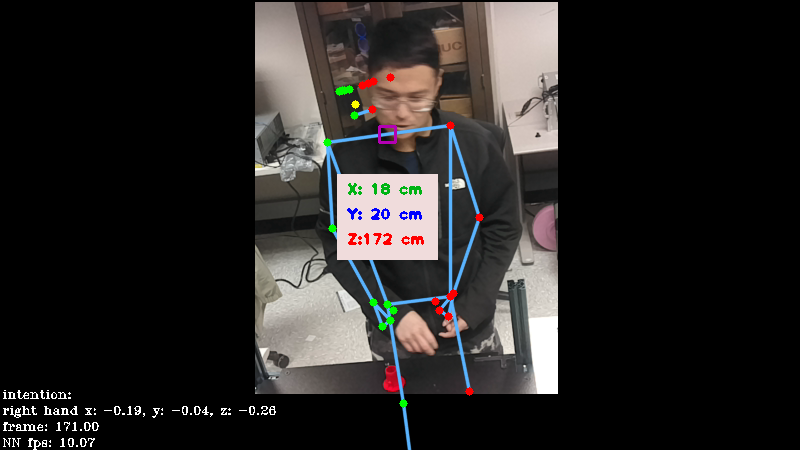 UC
X: 18 cm
Y: 20 cm
Z:172 cm
intention:
right hand x: -0.19, y: -0.04, z: -0.26
frame: 171.00
NN fps: 10.07